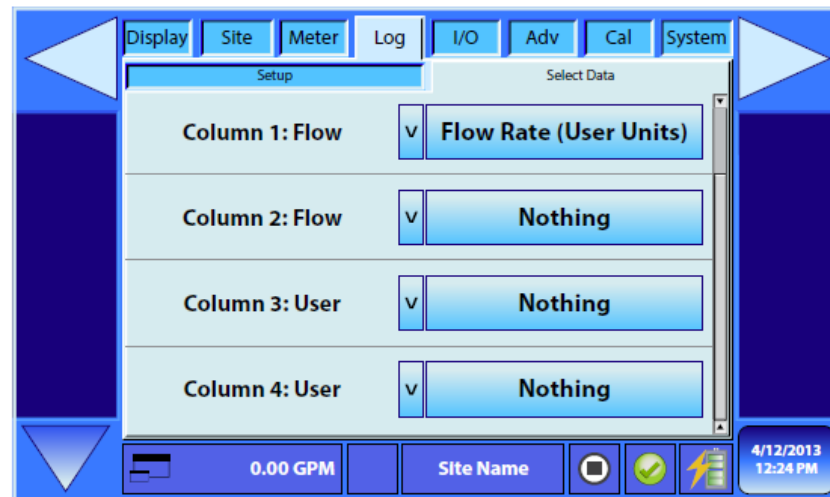 Display Site Meter Log I/O Adv Cal System
Setup Select Data
Column 1: Flow v Flow Rate (User Units)
Column 2: Flow v Nothing
Column 3: User v Nothing
Column 4: User v Nothing
0.00 GPM Site Name
4/12/2013
12:24 PM